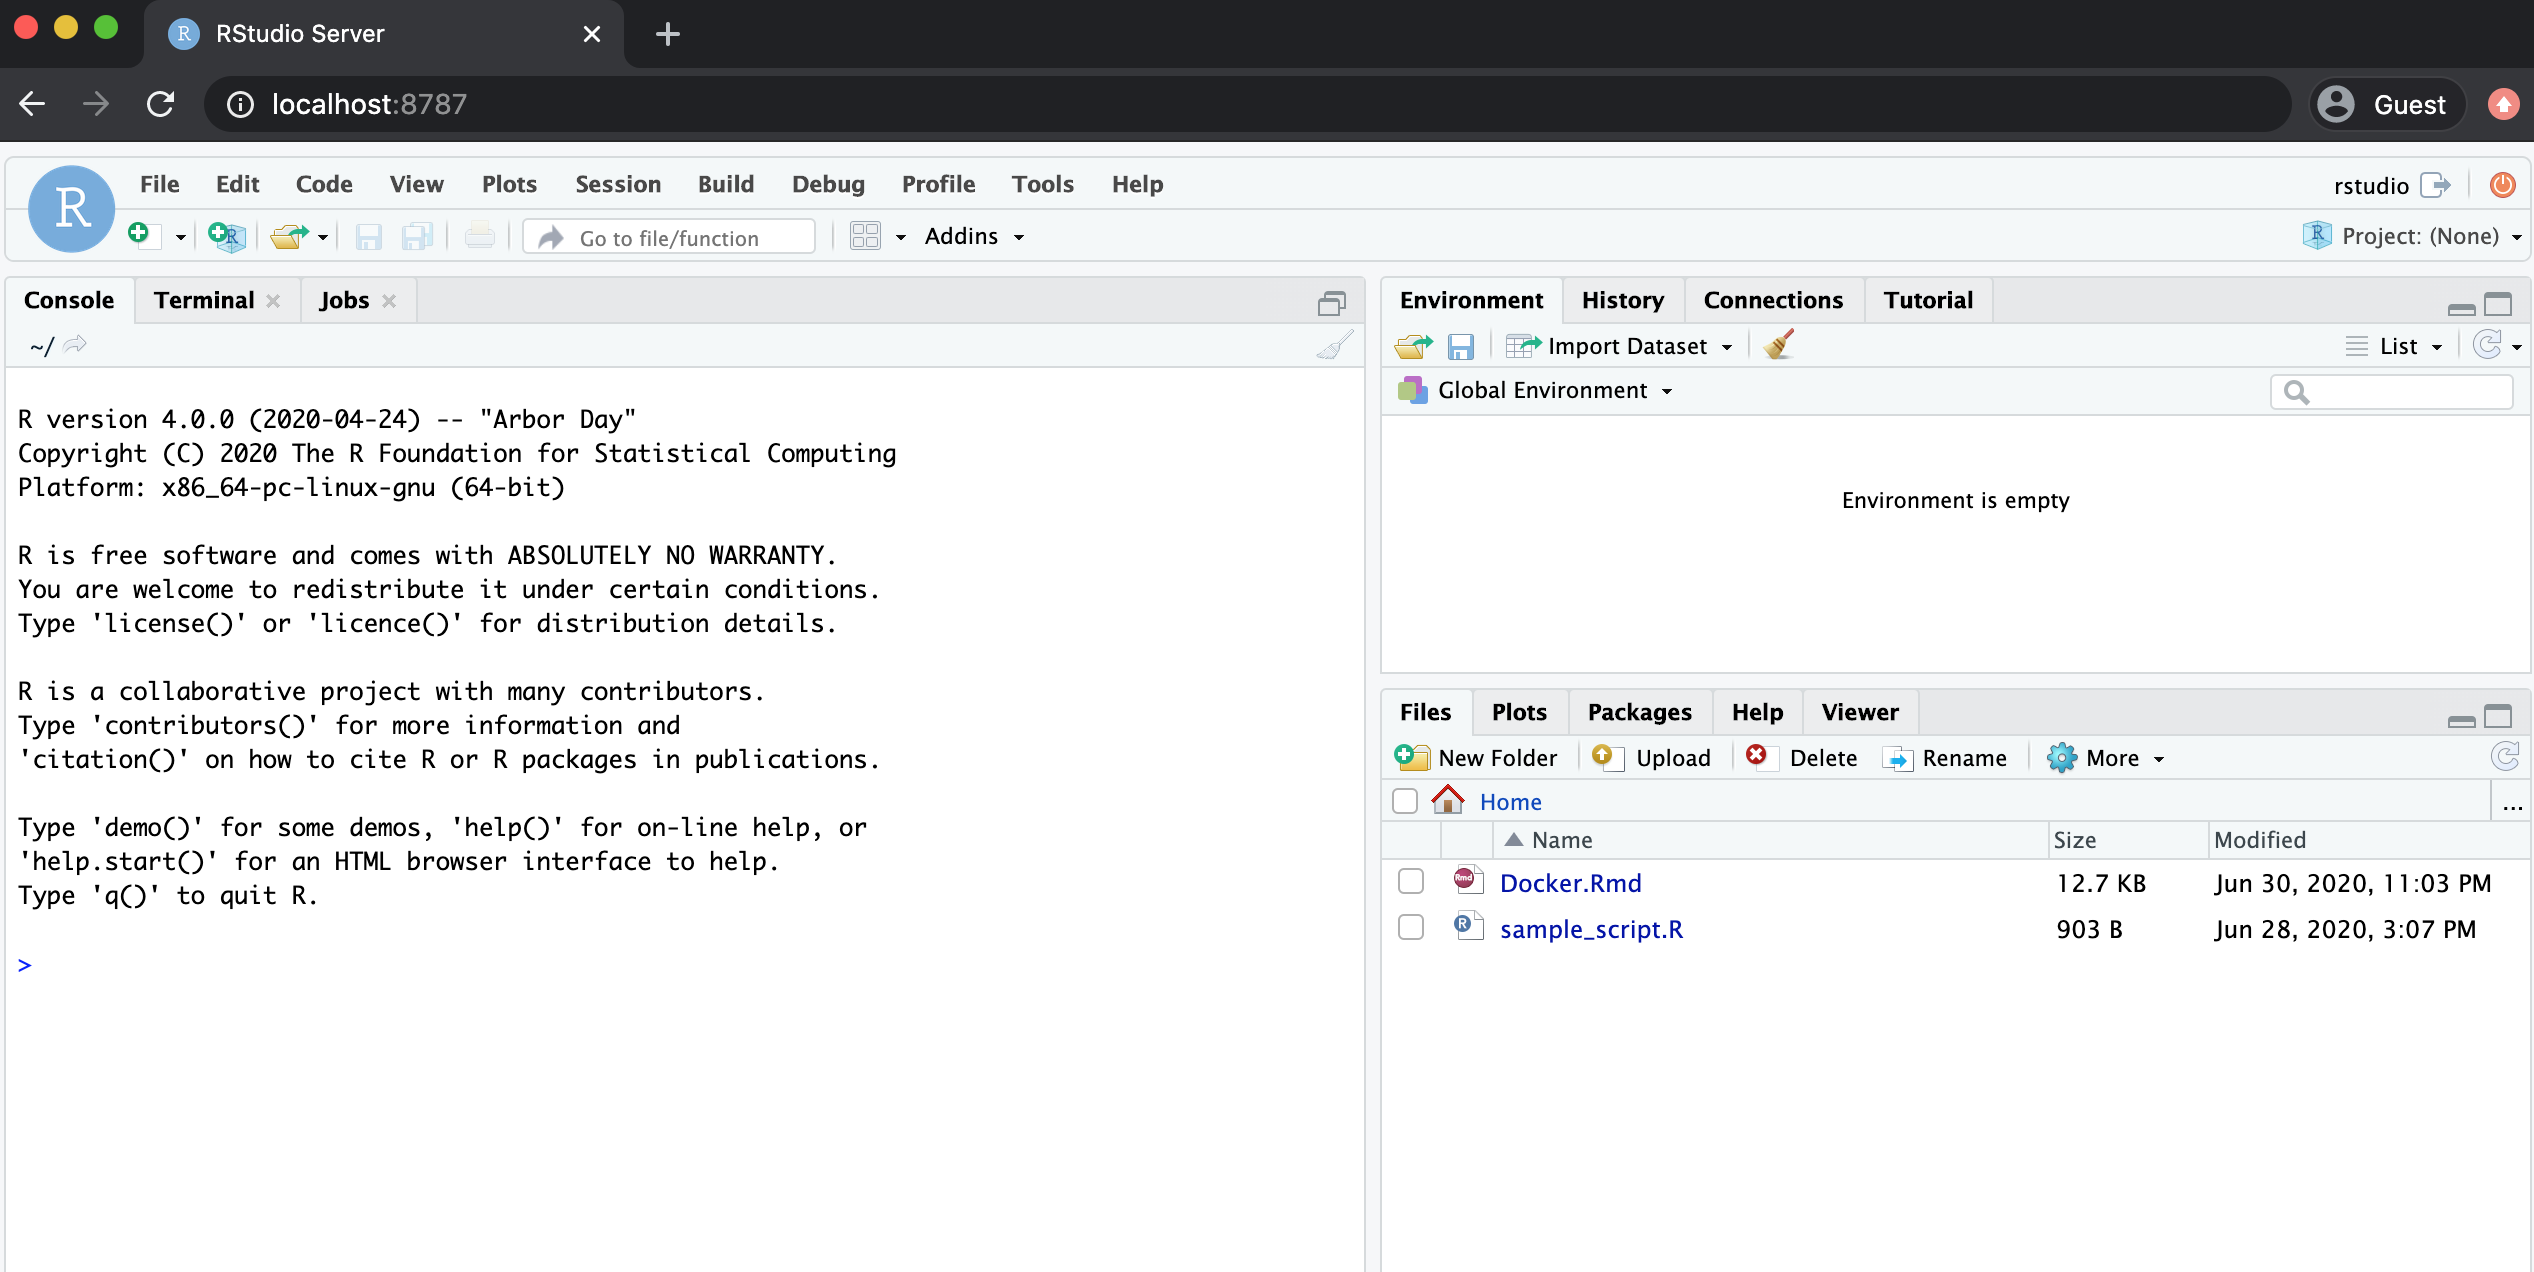 R RStudio Server
localhost:8787 Guest
R File Edit Code View Plots Session Build Debug Profile Tools Help rstudio
R Go to file/function Addins R Project: (None)
Console Terminal Jobs
~/
R version 4.0.0 (2020-04-24) -- "Arbor Day"
Copyright (C) 2020 The R Foundation for Statistical Computing
Platform: x86_64-pc-linux-gnu (64-bit)
R is free software and comes with ABSOLUTELY NO WARRANTY.
You are welcome to redistribute it under certain conditions.
Type 'license()' or 'licence()' for distribution details.
R is a collaborative project with many contributors.
Type 'contributors()' for more information and
'citation()' on how to cite R or R packages in publications.
Type 'demo()' for some demos, 'help()' for on-line help, or
'help.start()' for an HTML browser interface to help.
Type 'q()' to quit R.
>
Environment History Connections Tutorial
Import Dataset List
Global Environment
Environment is empty
Files Plots Packages Help Viewer
New Folder Upload Delete Rename More
Home ...
Name Size Modified
Rmd Docker.Rmd 12.7 KB Jun 30, 2020, 11:03 PM
R sample_script.R 903 B Jun 28, 2020, 3:07 PM